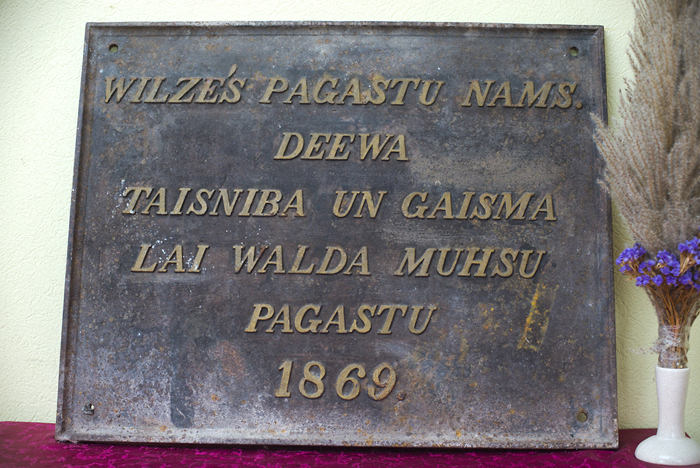 WILZE'S PAGASTU NAMS.
DEEWA
TAISNIBA UN GAISMA
LAI WALDA MUHSU
PAGASTU
1869